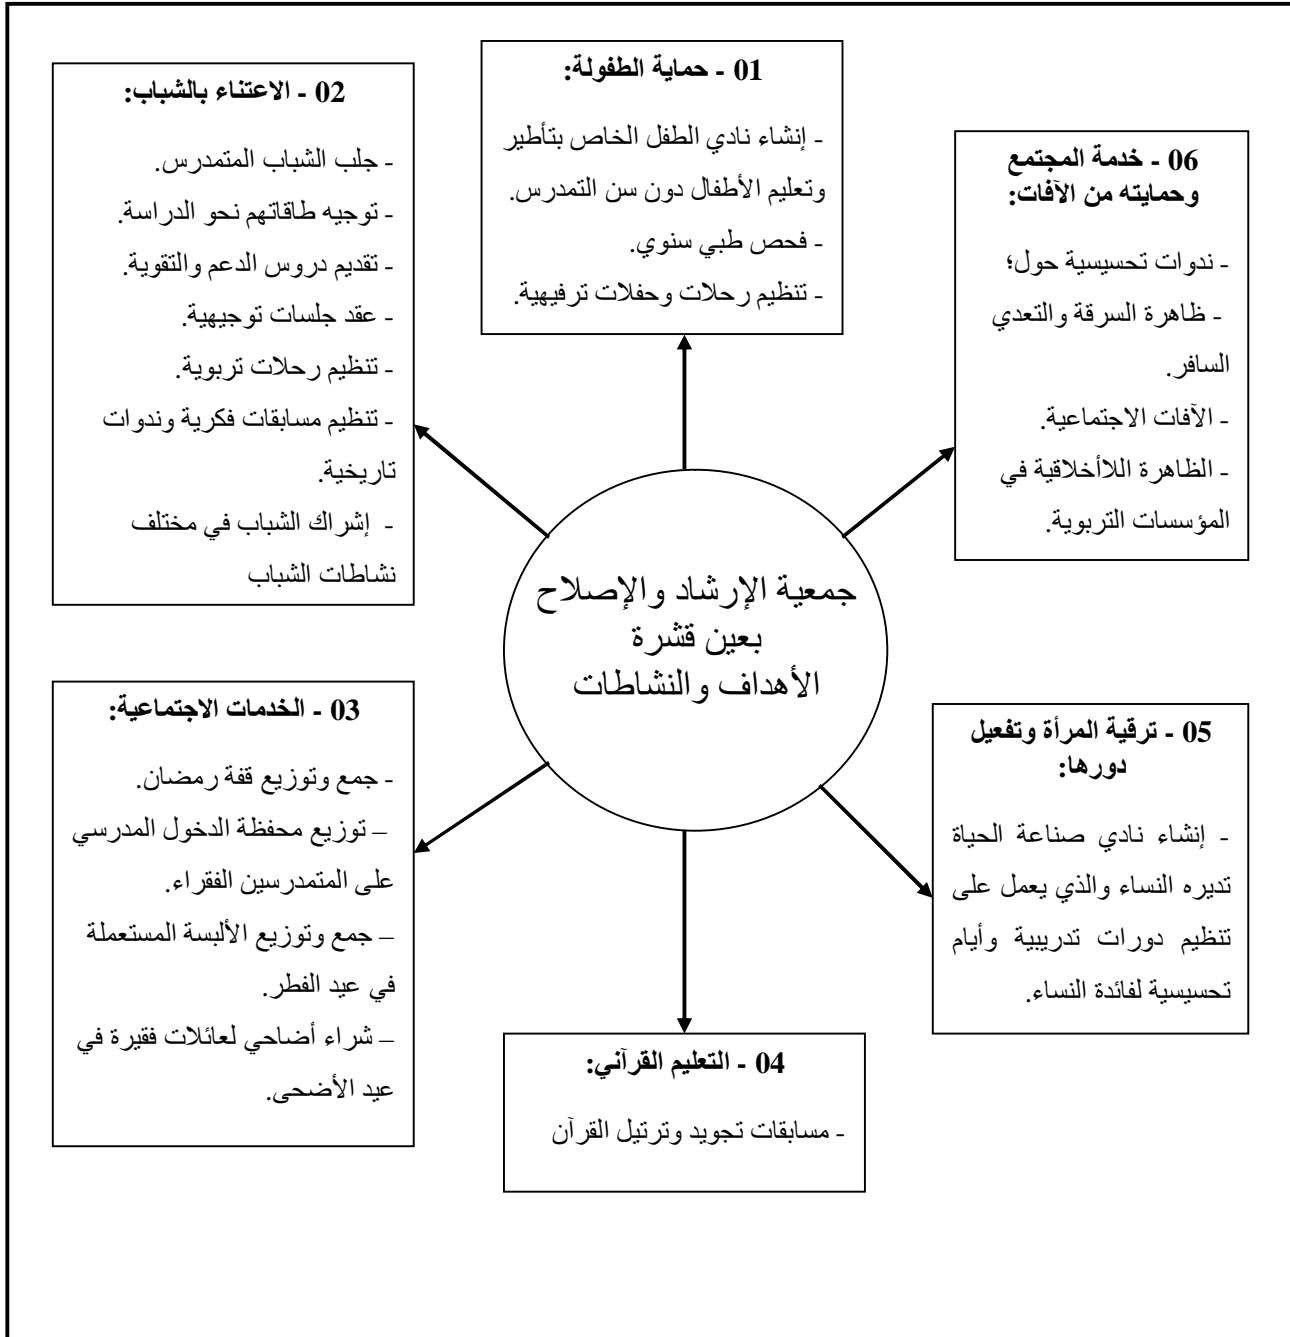 01 - حماية الطفولة:
- إنشاء نادي الطفل الخاص بتأطير
وتعليم الأطفال دون سن التمدرس.
- فحص طبي سنوي.
- تنظيم رحلات وحفلات ترفيهية.
02 - الاعتناء بالشباب:
- جلب الشباب المتمدرس.
- توجيه طاقاتهم نحو الدراسة.
- تقديم دروس الدعم والتقوية.
- عقد جلسات توجيهية.
- تنظيم رحلات تربوية.
- تنظيم مسابقات فكرية وندوات
تاريخية.
- إشراك الشباب في مختلف
نشاطات الشباب
06 - خدمة المجتمع
وحمايته من الآفات:
- ندوات تحسيسية حول؛
- ظاهرة السرقة والتعدي
السافر.
- الآفات الاجتماعية.
- الظاهرة اللاأخلاقية في
المؤسسات التربوية.
جمعية الإرشاد والإصلاح
بعين قشرة
الأهداف والنشاطات
03 - الخدمات الاجتماعية:
- جمع وتوزيع قفة رمضان.
– توزيع محفظة الدخول المدرسي
على المتمدرسين الفقراء.
– جمع وتوزيع الألبسة المستعملة
في عيد الفطر.
– شراء أضاحي لعائلات فقيرة في
عيد الأضحى.
05 - ترقية المرأة وتفعيل
دورها:
- إنشاء نادي صناعة الحياة
تديره النساء والذي يعمل على
تنظيم دورات تدريبية وأيام
تحسيسية لفائدة النساء.
04 - التعليم القرآني:
- مسابقات تجويد وترتيل القرآن